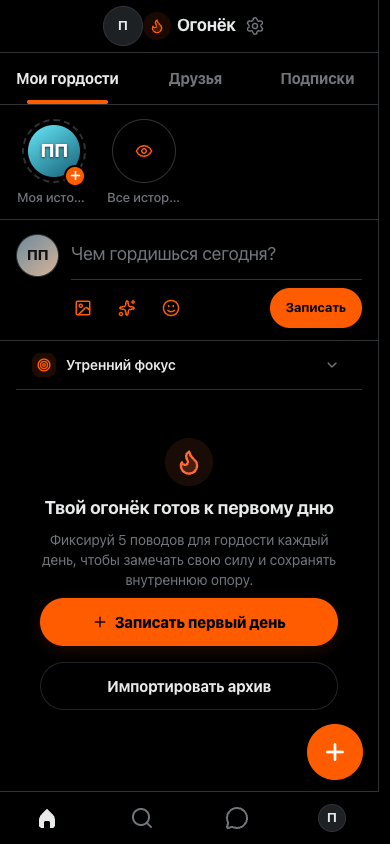 П Огонёк
Мои гордости Друзья Подписки
ПП
Моя исто... Все истор...
ПП Чем гордишься сегодня?
Записать
Утренний фокус
Твой огонёк готов к первому дню
Фиксируй 5 поводов для гордости каждый
день, чтобы замечать свою силу и сохранять
внутреннюю опору.
+ Записать первый день
Импортировать архив
+
П